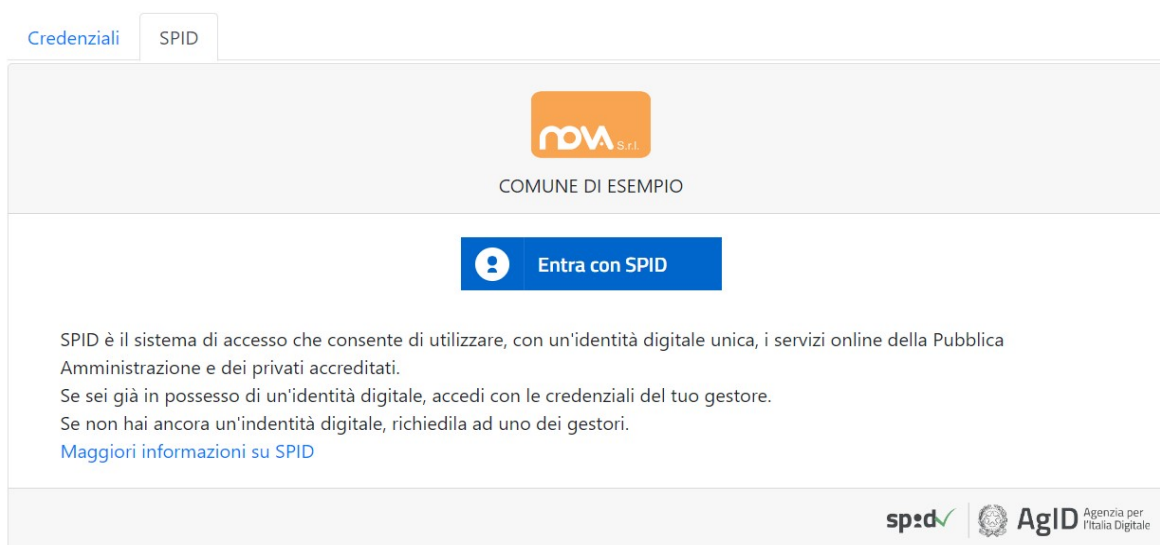 Credenziali SPID
nova S.r.l.
COMUNE DI ESEMPIO
Entra con SPID
SPID è il sistema di accesso che consente di utilizzare, con un'identità digitale unica, i servizi online della Pubblica
Amministrazione e dei privati accreditati.
Se sei già in possesso di un'identità digitale, accedi con le credenziali del tuo gestore.
Se non hai ancora un'indentità digitale, richiedila ad uno dei gestori.
Maggiori informazioni su SPID
spid AgID Agenzia per
l'Italia Digitale